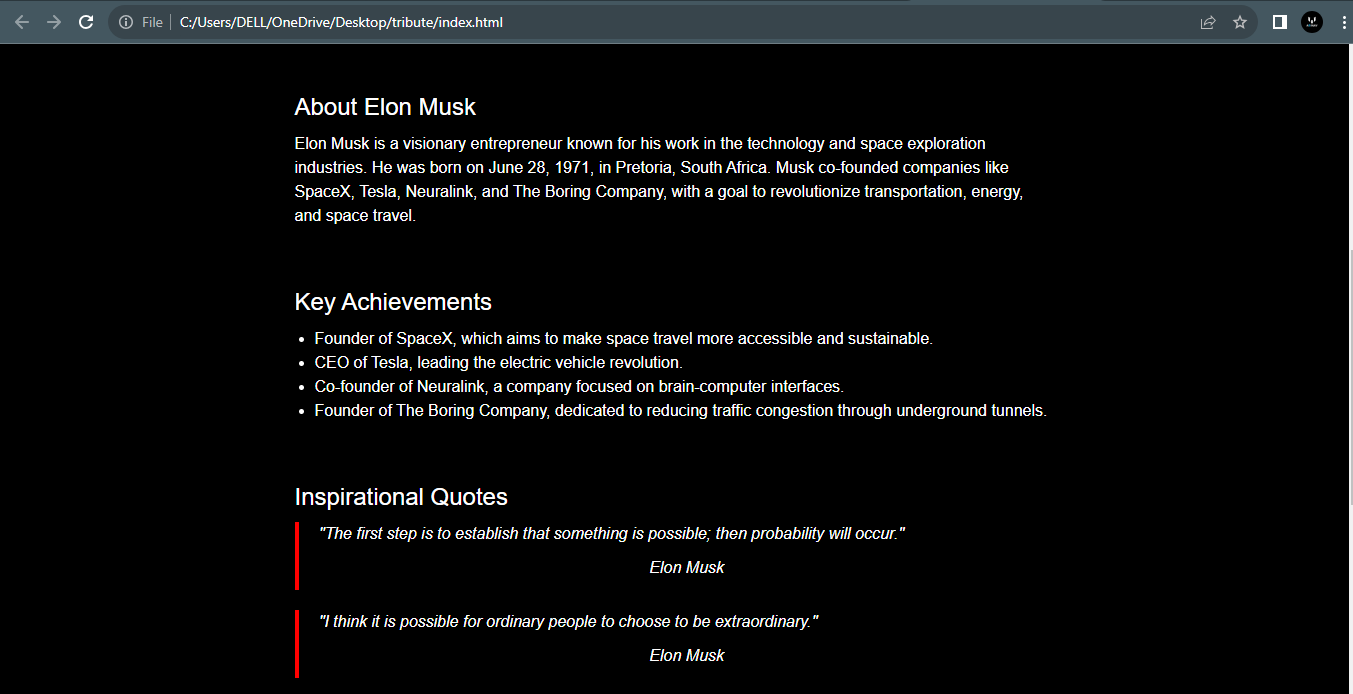 File
C:/Users/DELL/OneDrive/Desktop/tribute/index.html
About Elon Musk
Elon Musk is a visionary entrepreneur known for his work in the technology and space exploration
industries. He was born on June 28, 1971, in Pretoria, South Africa. Musk co-founded companies like
SpaceX, Tesla, Neuralink, and The Boring Company, with a goal to revolutionize transportation, energy,
and space travel.
Key Achievements
• Founder of SpaceX, which aims to make space travel more accessible and sustainable.
• CEO of Tesla, leading the electric vehicle revolution.
• Co-founder of Neuralink, a company focused on brain-computer interfaces.
• Founder of The Boring Company, dedicated to reducing traffic congestion through underground tunnels.
Inspirational Quotes
"The first step is to establish that something is possible; then probability will occur."
Elon Musk
"I think it is possible for ordinary people to choose to be extraordinary."
Elon Musk